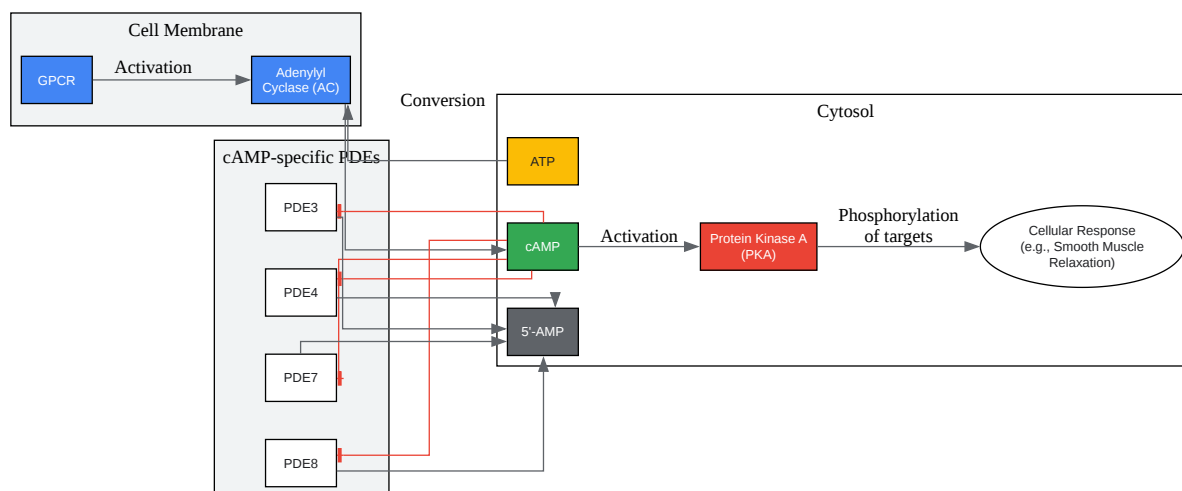 Cell Membrane
GPCR
Activation
Adenylyl
Cyclase (AC)
Conversion
Cytosol
cAMP-specific PDEs
ATP
PDE3
cAMP
Activation
Protein Kinase A
(PKA)
Phosphorylation
of targets
Cellular Response
(e.g., Smooth Muscle
Relaxation)
PDE4
5'-AMP
PDE7
PDE8